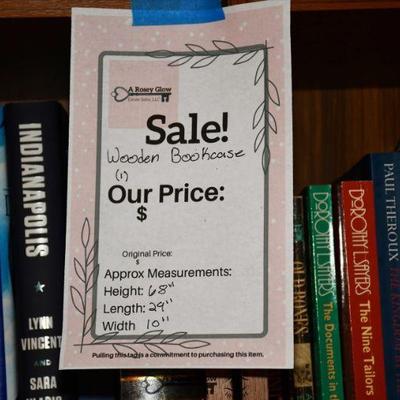 A Rosey Glow
Estate Sales, LLC
Sale!
Wooden Bookcase
(1)
Our Price:
$
Original Price:
$
Approx Measurements:
Height: 68"
Length: 29"
Width 10"
Pulling this tag is a commitment to purchasing this item.
INDIANAPOLIS
LYNN
VINCENT
AND
SARA
DOROTHY L. SAYERS
The Documents in the
DOROTHY L. SAYERS
The Nine Tailors
PAUL THEROUX